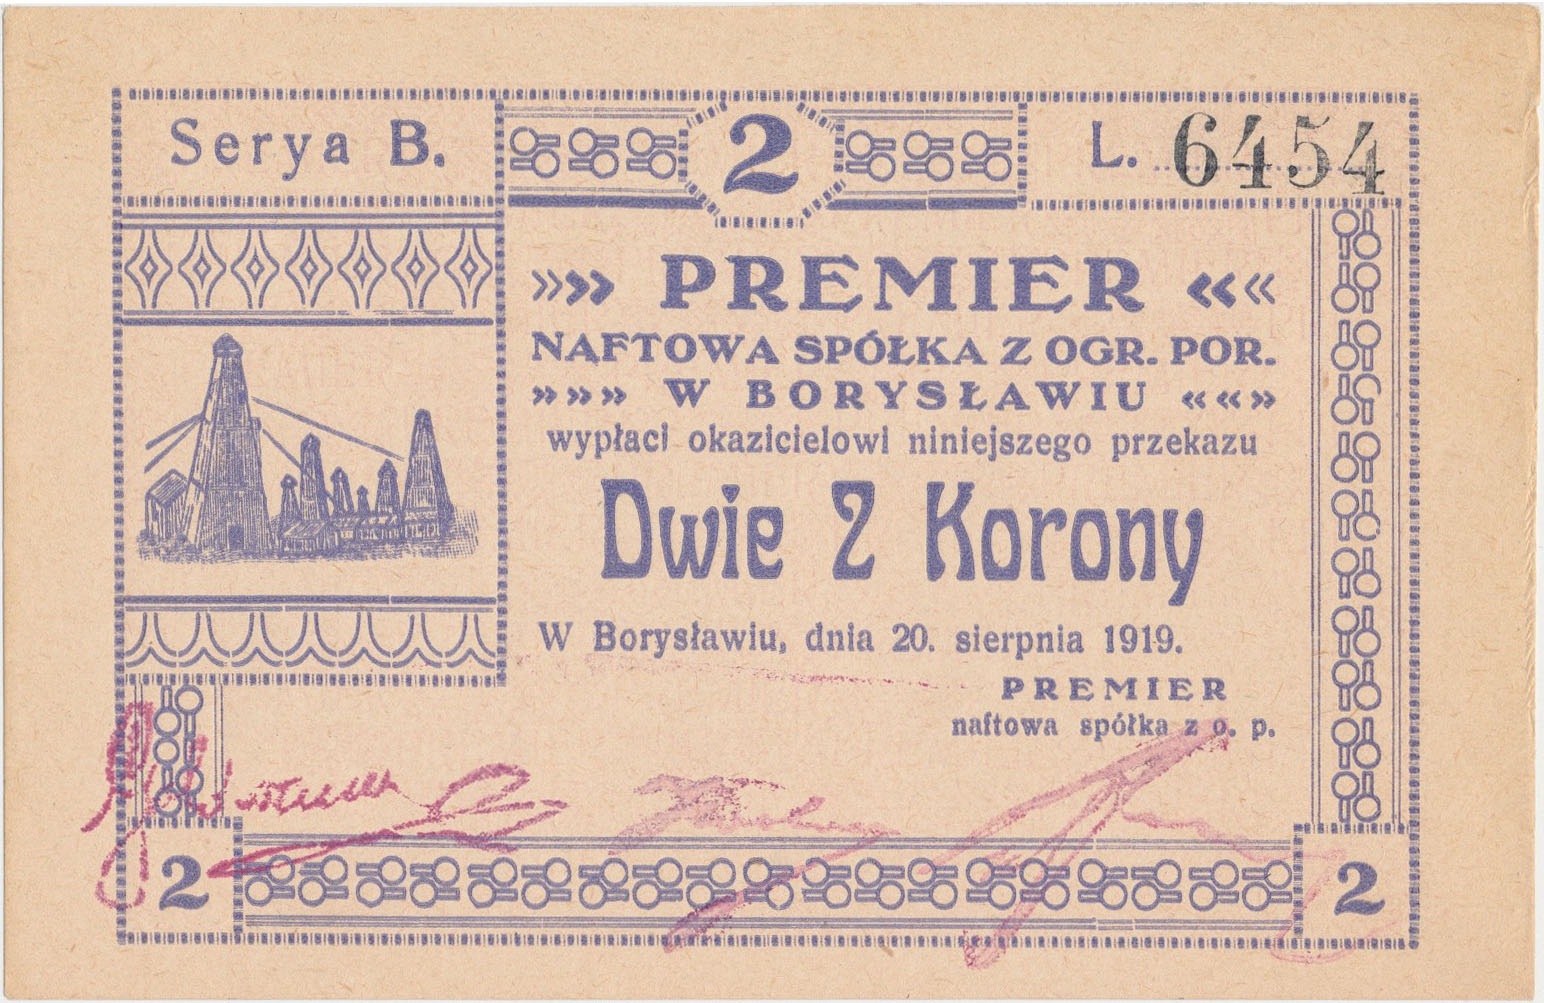 Serya B.
2
L. 6454
»»» PREMIER ««
NAFTOWA SPÓŁKA Z OGR. POR.
»»» W BORYSŁAWIU ««»
wypłaci okazicielowi niniejszego przekazu
Dwie 2 Korony
W Borysławiu, dnia 20. sierpnia 1919.
PREMIER
naftowa spółka z o. p.
2
2